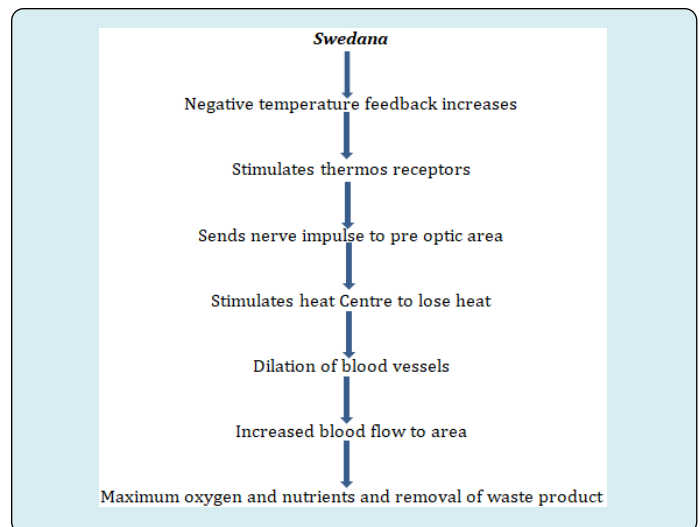 Swedana
Negative temperature feedback increases
Stimulates thermos receptors
Sends nerve impulse to pre optic area
Stimulates heat Centre to lose heat
Dilation of blood vessels
Increased blood flow to area
Maximum oxygen and nutrients and removal of waste product